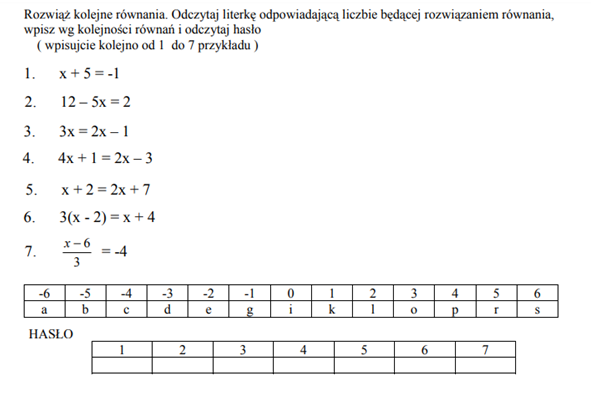 Rozwiąż kolejne równania. Odczytaj literkę odpowiadającą liczbie będącej rozwiązaniem równania,
wpisz wg kolejności równań i odczytaj hasło
( wpisujcie kolejno od 1 do 7 przykładu )
1. x + 5 = -1
2. 12 – 5x = 2
3. 3x = 2x – 1
4. 4x + 1 = 2x – 3
5. x + 2 = 2x + 7
6. 3(x - 2) = x + 4
7. x – 6 / 3 = -4
-6 -5 -4 -3 -2 -1 0 1 2 3 4 5 6
a b c d e g i k l o p r s
HASŁO
1 2 3 4 5 6 7